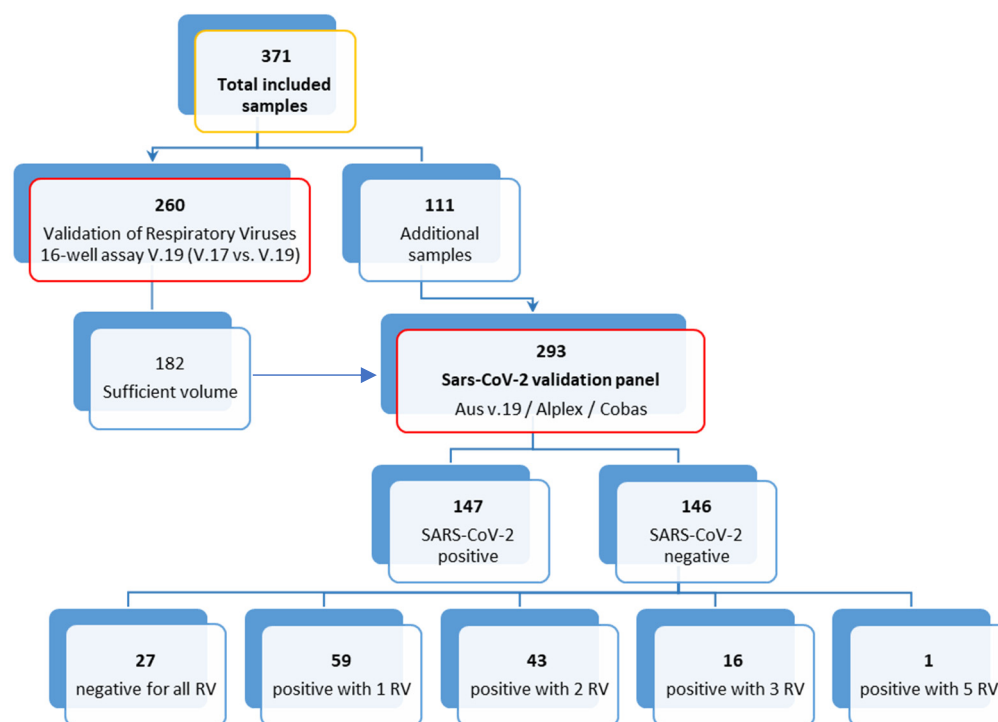 371
Total included
samples
260
Validation of Respiratory Viruses
16-well assay V.19 (V.17 vs. V.19)
111
Additional
samples
182
Sufficient volume
293
Sars-CoV-2 validation panel
Aus v.19 / Alplex / Cobas
147
SARS-CoV-2
positive
146
SARS-CoV-2
negative
27
negative for all RV
59
positive with 1 RV
43
positive with 2 RV
16
positive with 3 RV
1
positive with 5 RV